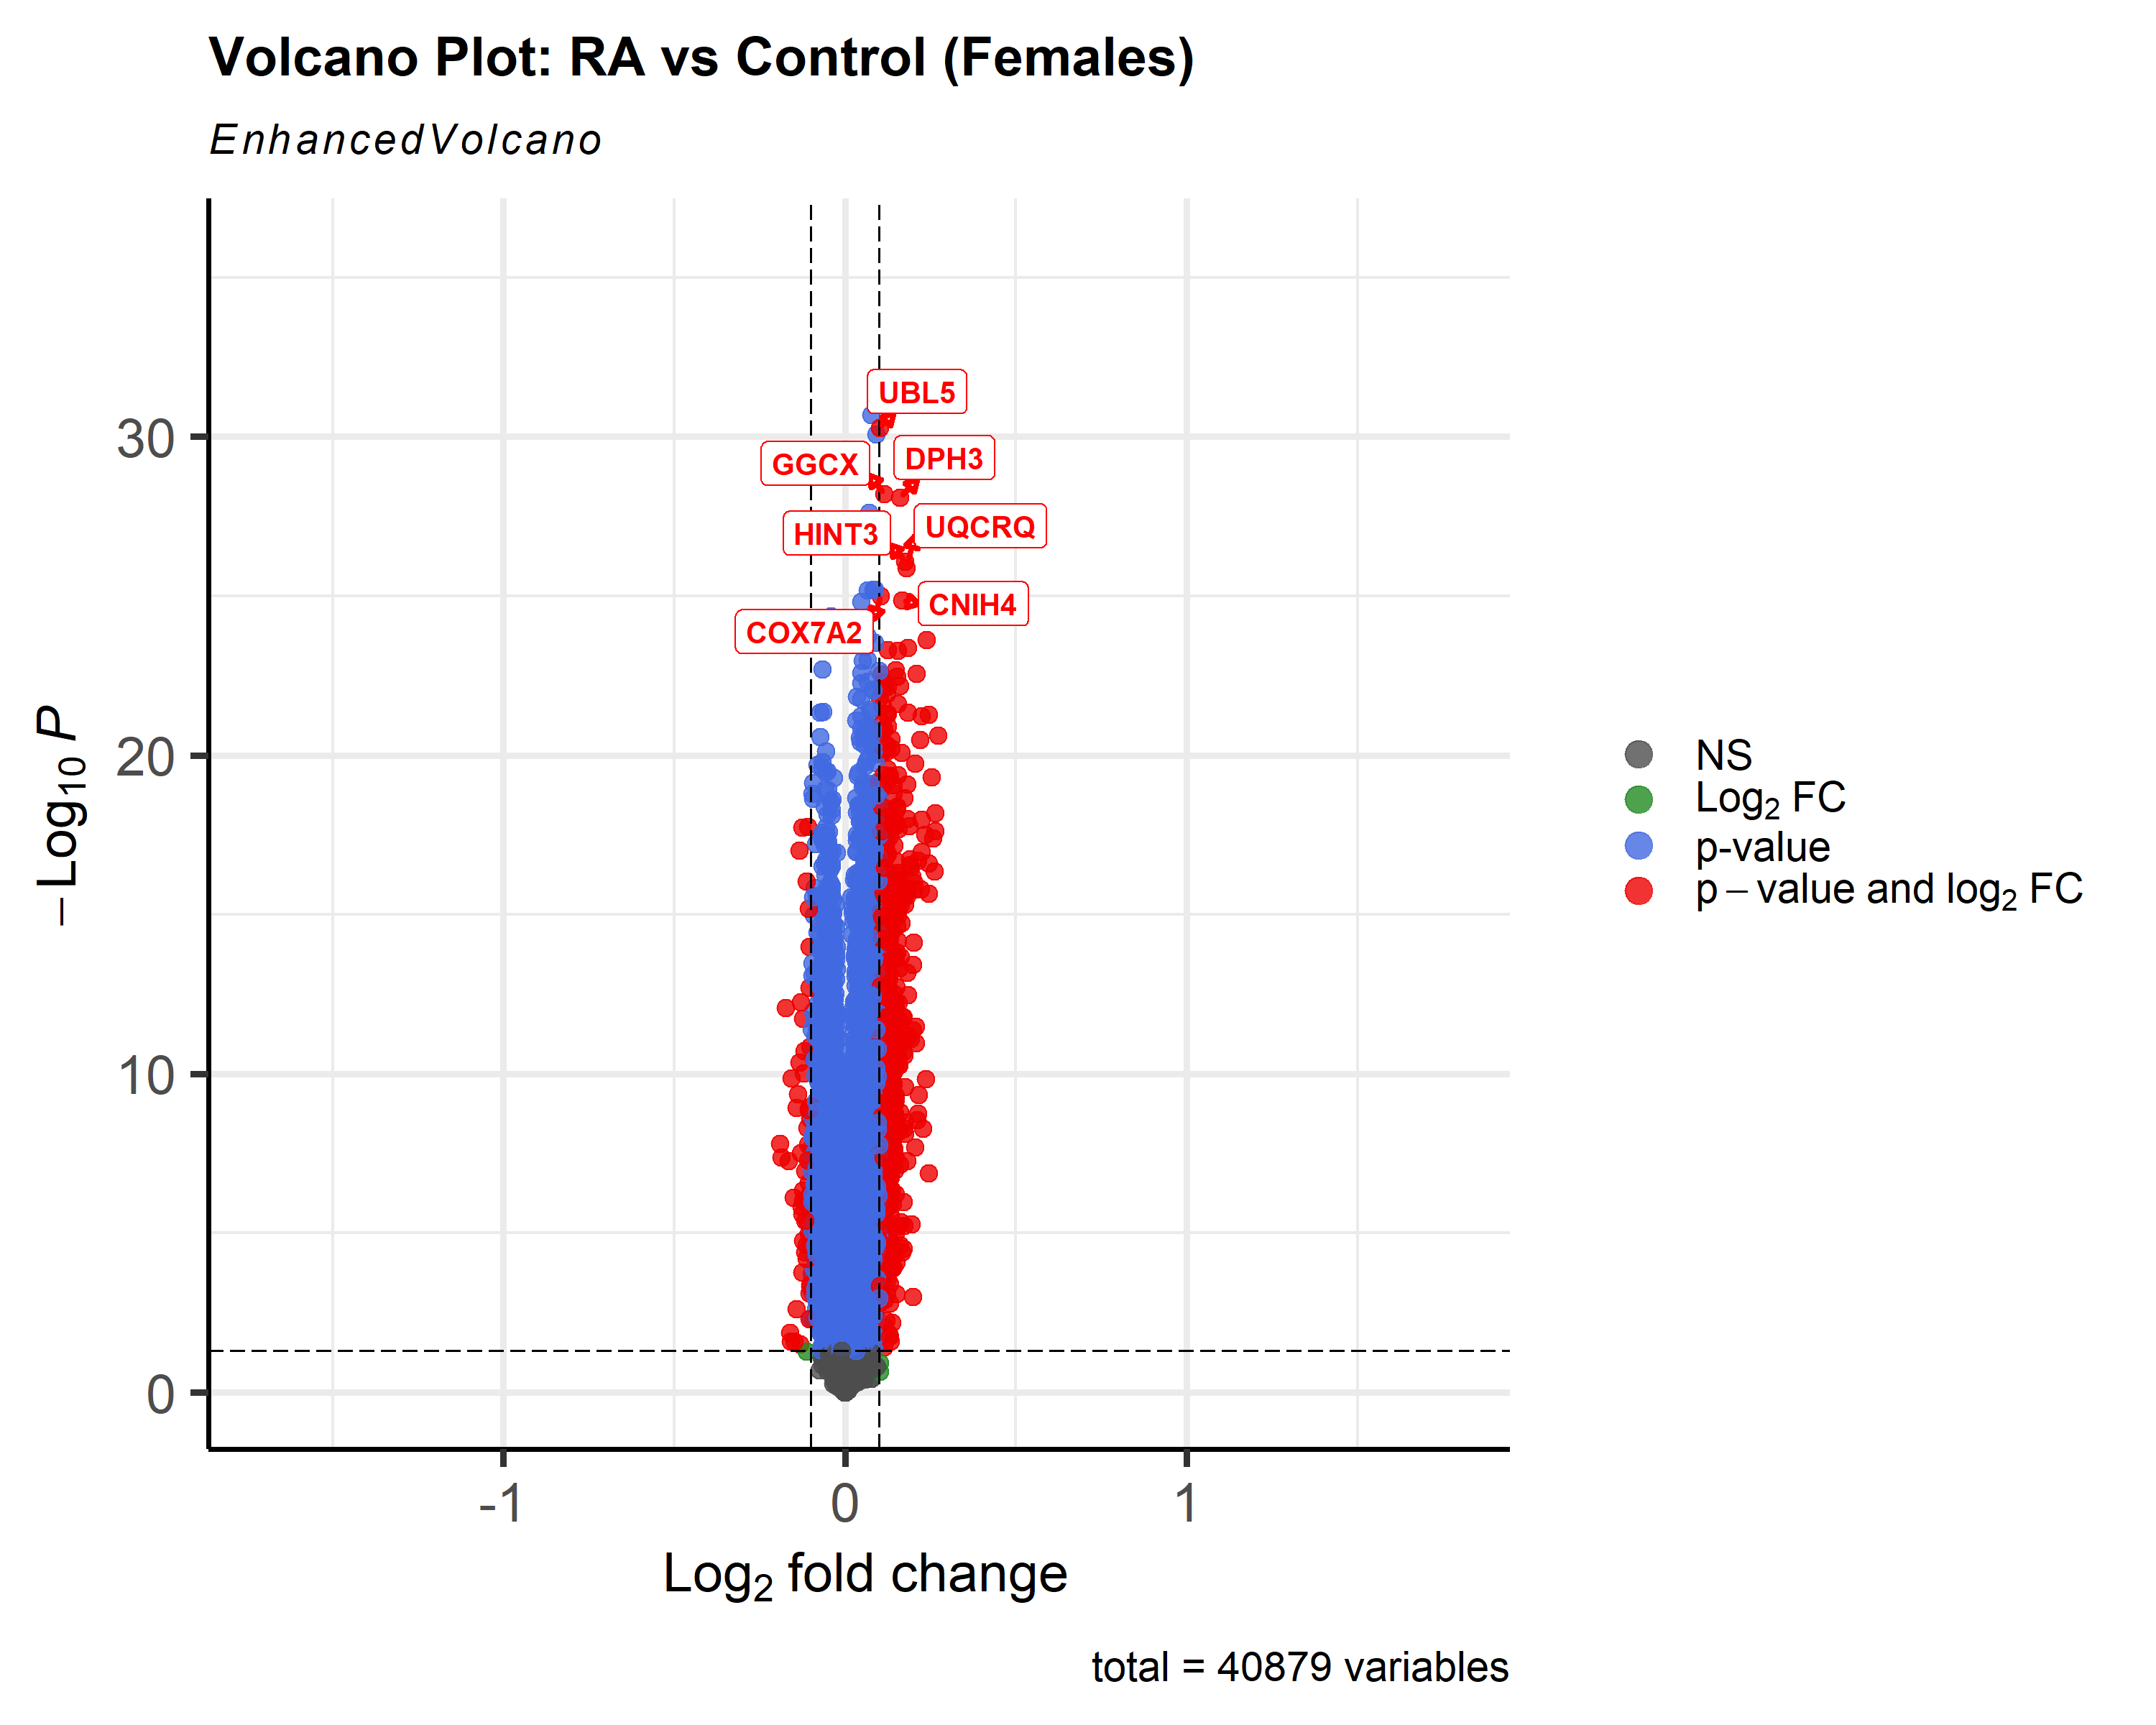 Volcano Plot: RA vs Control (Females)
EnhancedVolcano
UBL5
GGCX
DPH3
HINT3
UQCRQ
CNIH4
COX7A2
30
20
10
0
−Log₁₀ P
-1
0
1
Log₂ fold change
NS
Log₂ FC
p-value
p − value and log₂ FC
total = 40879 variables